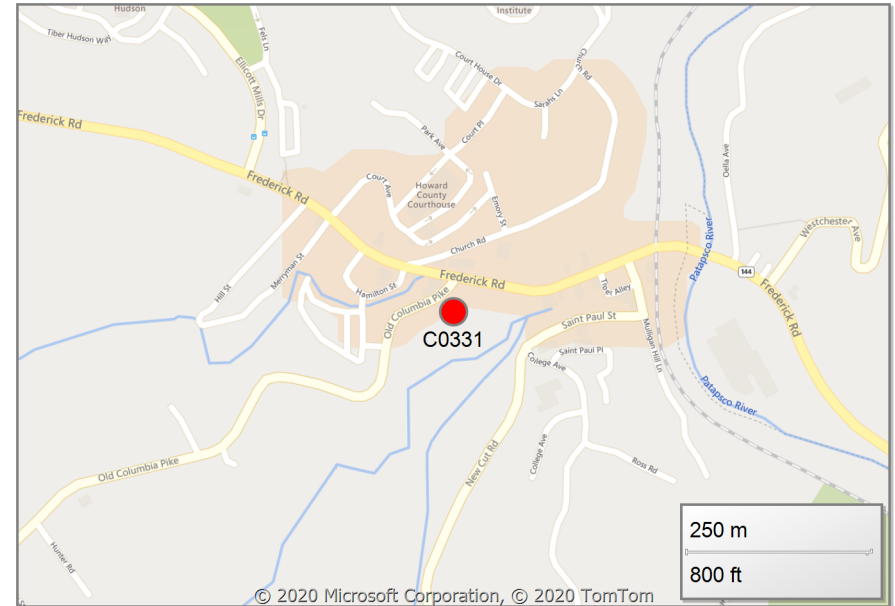 Hudson
Institute
Tiber Hudson Way
Fels Ln
Ellicott Mills Dr
Court House Dr
Church Rd
Sarahs Ln
Frederick Rd
Park Ave
Court Pl
Oella Ave
Frederick Rd
Court Ave
Howard
County
Courthouse
Emory St
Westchester Ave
Patapsco River
Church Rd
Merryman St
Hill St
Hamilton St
Frederick Rd
Tiber Alley
144
Frederick Rd
Old Columbia Pike
Saint Paul St
C0331
Mulligan Hill Ln
College Ave
Saint Paul Pl
Patapsco River
College Ave
New Cut Rd
Ross Rd
Old Columbia Pike
Hunter Rd
250 m
800 ft
© 2020 Microsoft Corporation, © 2020 TomTom